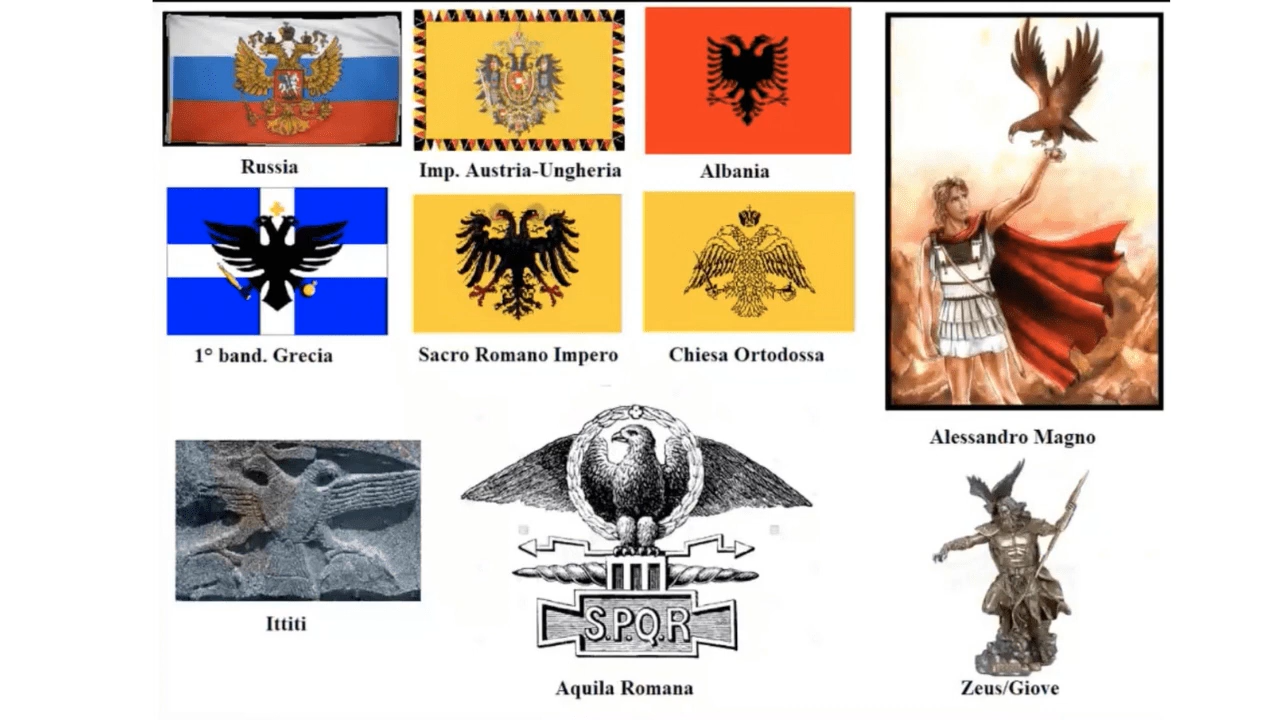 Russia
Imp. Austria-Ungheria
Albania
1° band. Grecia
Sacro Romano Impero
Chiesa Ortodossa
Alessandro Magno
Ittiti
S.P.Q.R
Aquila Romana
Zeus/Giove